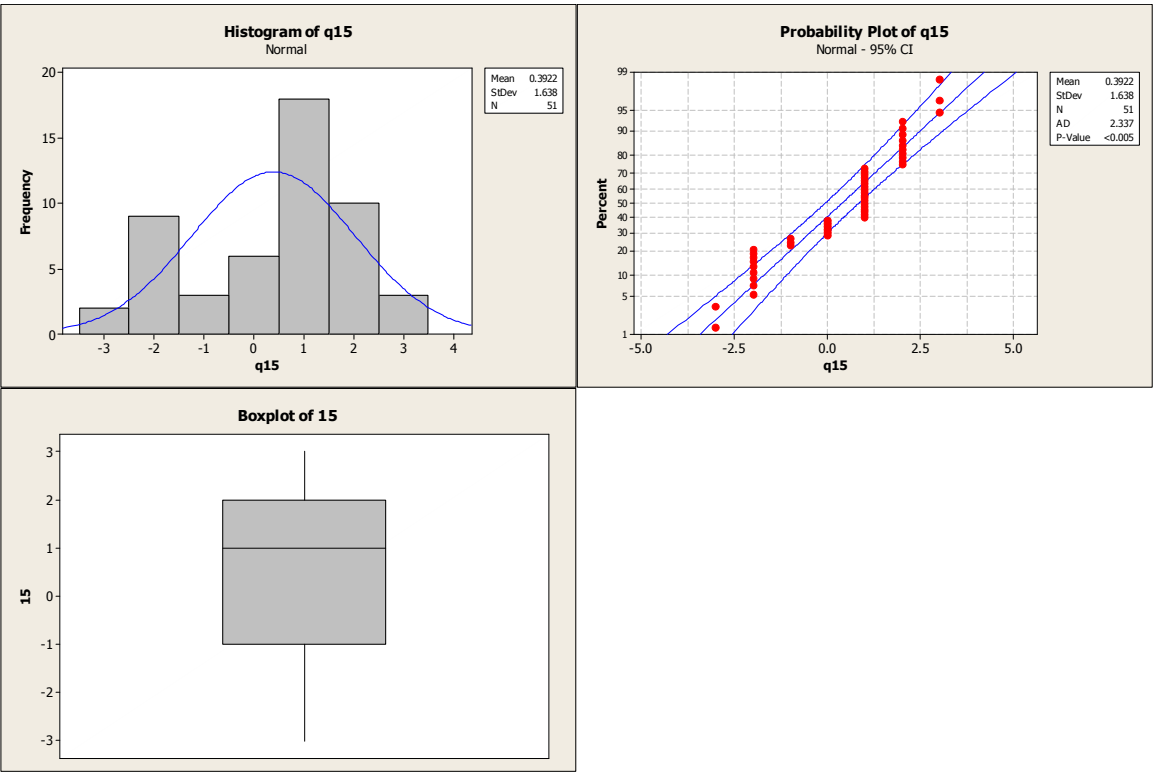 Histogram of q15
Normal
Mean 0.3922
StDev 1.638
N 51
Frequency
20
15
10
5
0
-3 -2 -1 0 1 2 3 4
q15
Probability Plot of q15
Normal - 95% CI
Mean 0.3922
StDev 1.638
N 51
AD 2.337
P-Value <0.005
Percent
99
95
90
80
70
60
50
40
30
20
10
5
1
-5.0 -2.5 0.0 2.5 5.0
q15
Boxplot of 15
15
3
2
1
0
-1
-2
-3